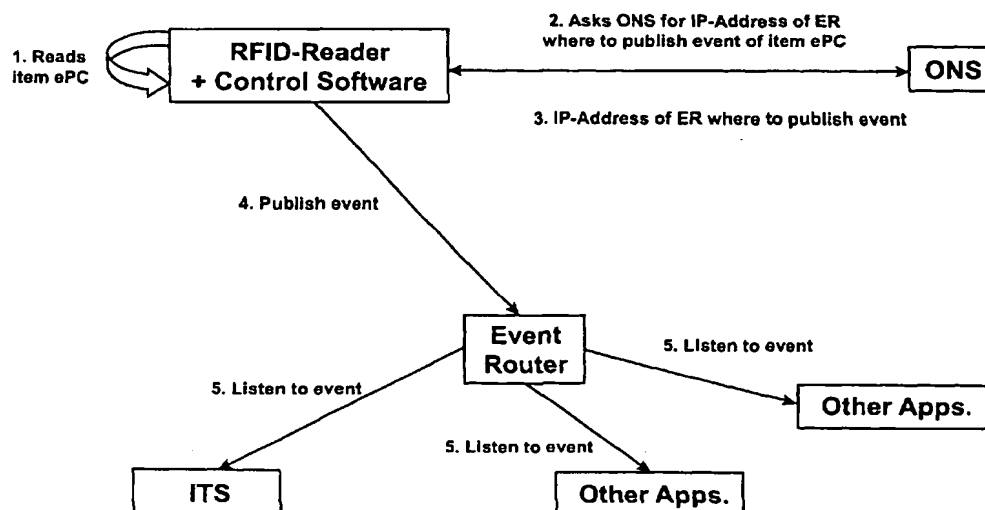 2. Asks ONS for IP-Address of ER
where to publish event of item ePC
1. Reads
item ePC
RFID-Reader
+ Control Software
ONS
3. IP-Address of ER where to publish event
4. Publish event
Event
Router
5. Listen to event
5. Listen to event
Other Apps.
5. Listen to event
ITS
Other Apps.